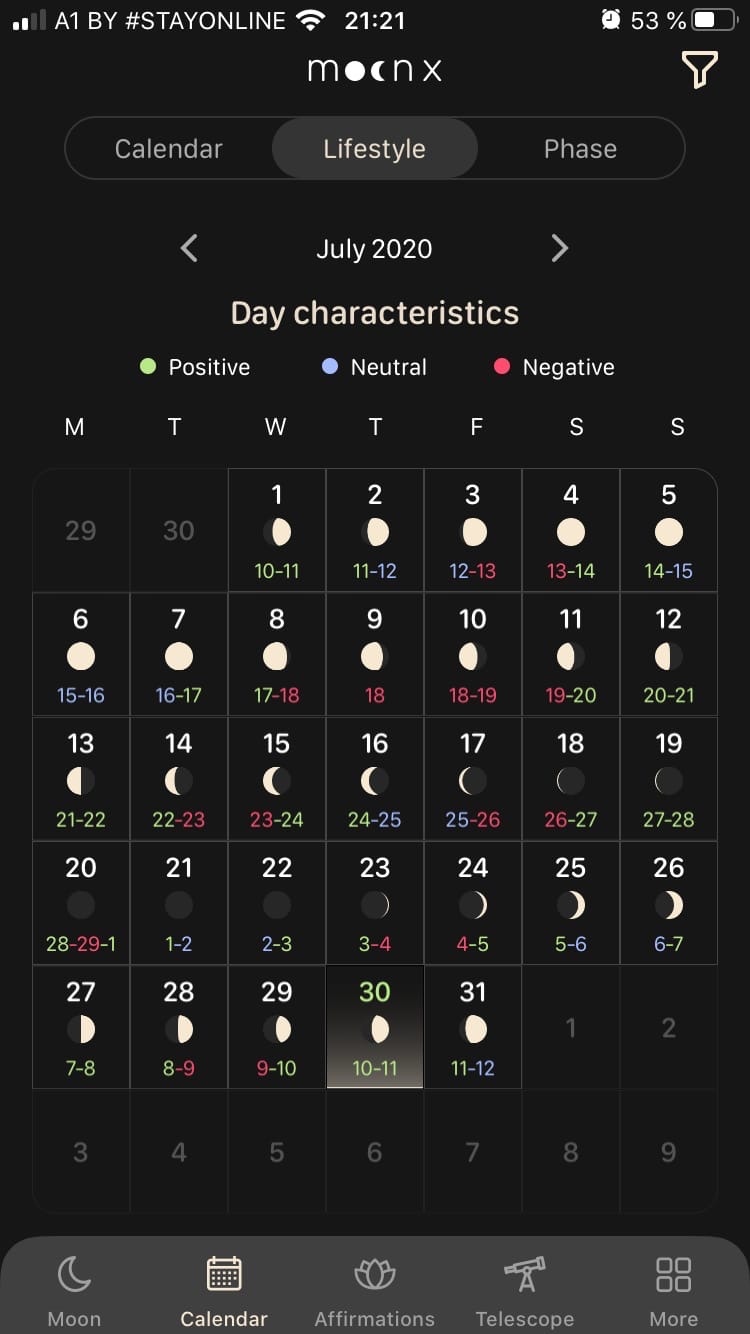 A1 BY #STAYONLINE 21:21 53 %
moonx
Calendar Lifestyle Phase
July 2020
Day characteristics
Positive Neutral Negative
M T W T F S S
29 30 1 2 3 4 5
10-11 11-12 12-13 13-14 14-15
6 7 8 9 10 11 12
15-16 16-17 17-18 18 18-19 19-20 20-21
13 14 15 16 17 18 19
21-22 22-23 23-24 24-25 25-26 26-27 27-28
20 21 22 23 24 25 26
28-29-1 1-2 2-3 3-4 4-5 5-6 6-7
27 28 29 30 31 1 2
7-8 8-9 9-10 10-11 11-12
3 4 5 6 7 8 9
Moon Calendar Affirmations Telescope More